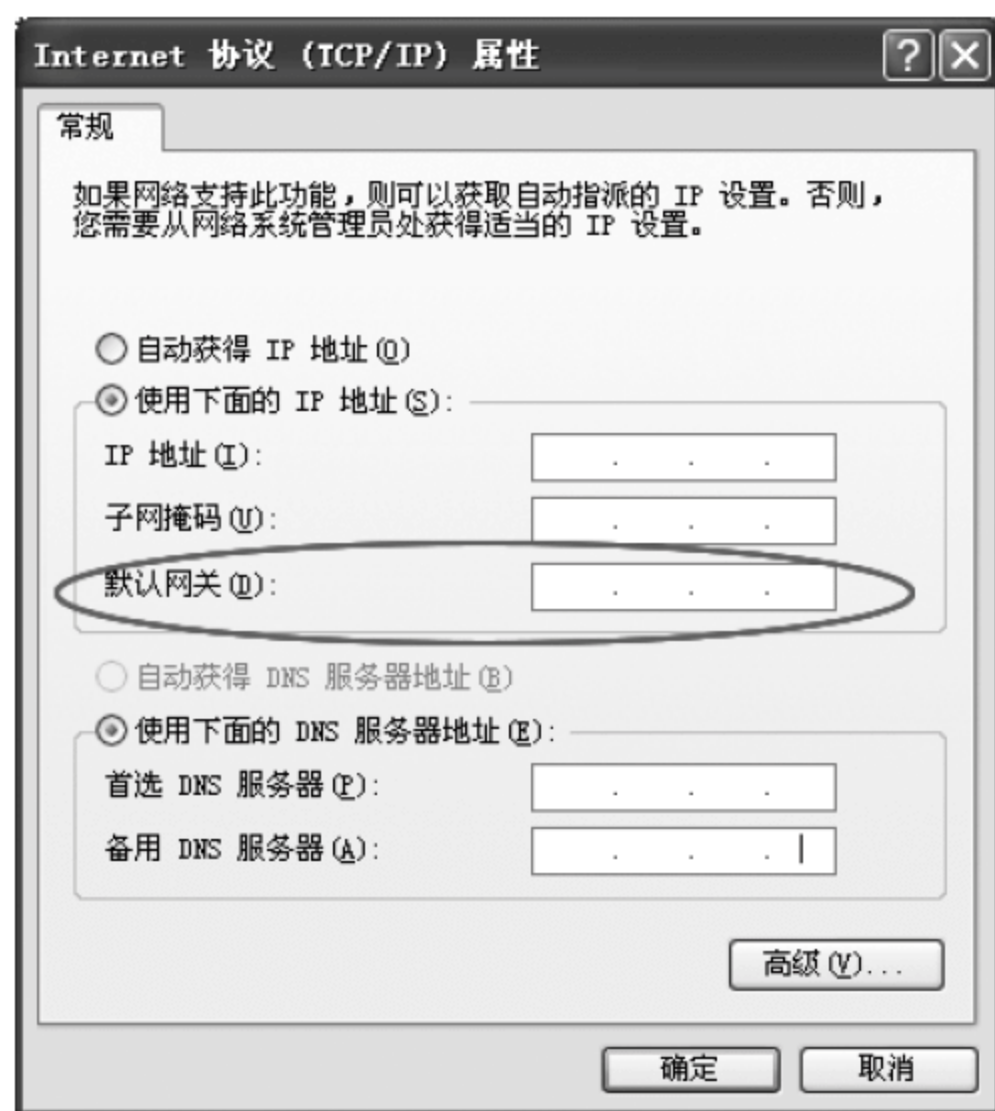 Internet 协议 (TCP/IP) 属性
常规
如果网络支持此功能，则可以获取自动指派的 IP 设置。否则，
您需要从网络系统管理员处获得适当的 IP 设置。
自动获得 IP 地址(O)
使用下面的 IP 地址(S):
IP 地址(I):
子网掩码(U):
默认网关(D):
自动获得 DNS 服务器地址(B)
使用下面的 DNS 服务器地址(E):
首选 DNS 服务器(P):
备用 DNS 服务器(A):
高级(V)...
确定 取消